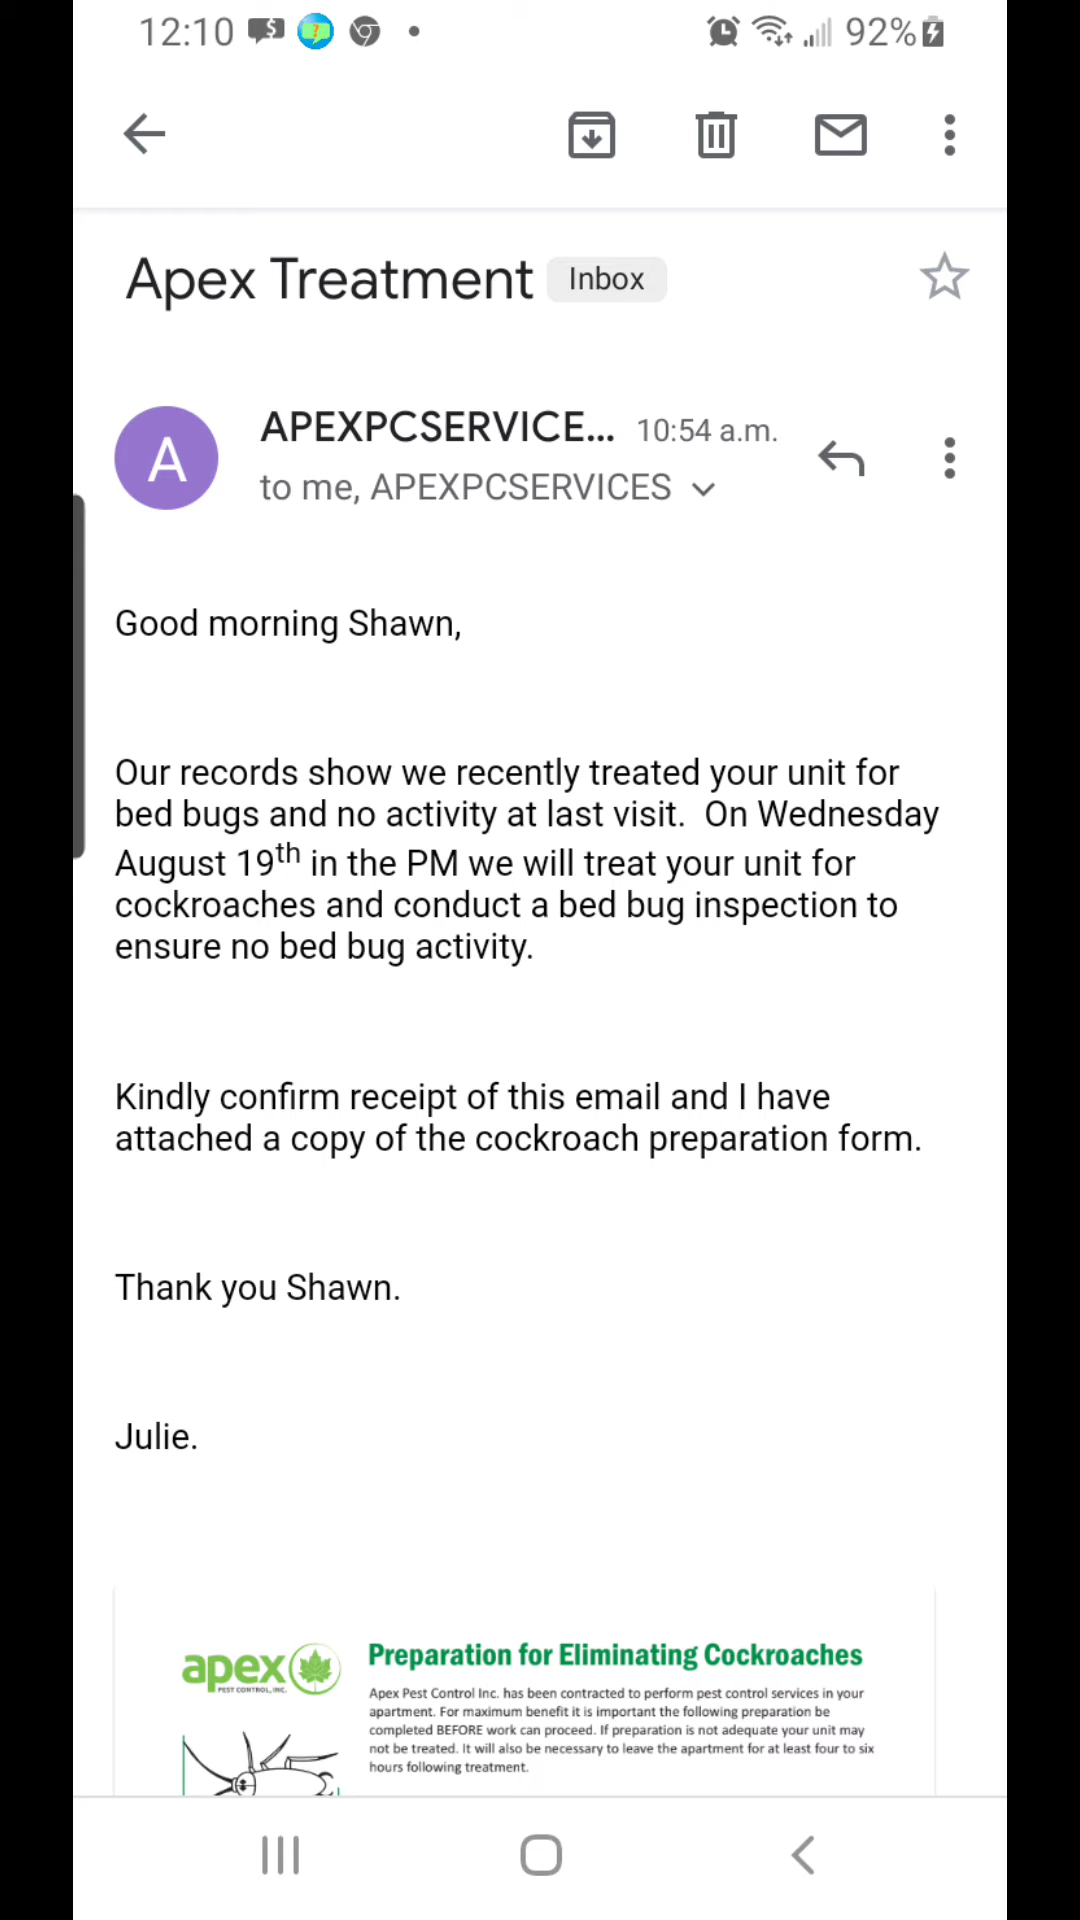 12:10
92%
Apex Treatment Inbox
A
APEXPCSERVICE... 10:54 a.m.
to me, APEXPCSERVICES
Good morning Shawn,
Our records show we recently treated your unit for
bed bugs and no activity at last visit.  On Wednesday
August 19th in the PM we will treat your unit for
cockroaches and conduct a bed bug inspection to
ensure no bed bug activity.
Kindly confirm receipt of this email and I have
attached a copy of the cockroach preparation form.
Thank you Shawn.
Julie.
apex
PEST CONTROL, INC.
Preparation for Eliminating Cockroaches
Apex Pest Control Inc. has been contracted to perform pest control services in your
apartment. For maximum benefit it is important the following preparation be
completed BEFORE work can proceed. If preparation is not adequate your unit may
not be treated. It will also be necessary to leave the apartment for at least four to six
hours following treatment.